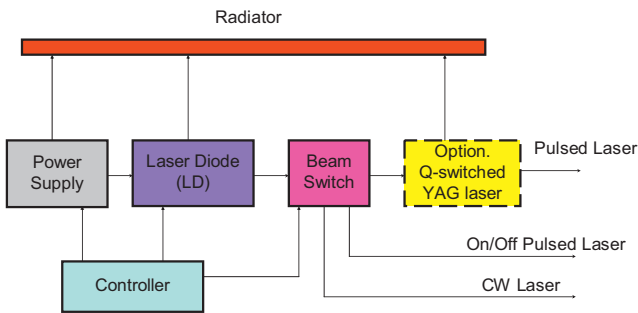 Radiator
Power
Supply
Laser Diode
(LD)
Beam
Switch
Option.
Q-switched
YAG laser
Pulsed Laser
On/Off Pulsed Laser
CW Laser
Controller